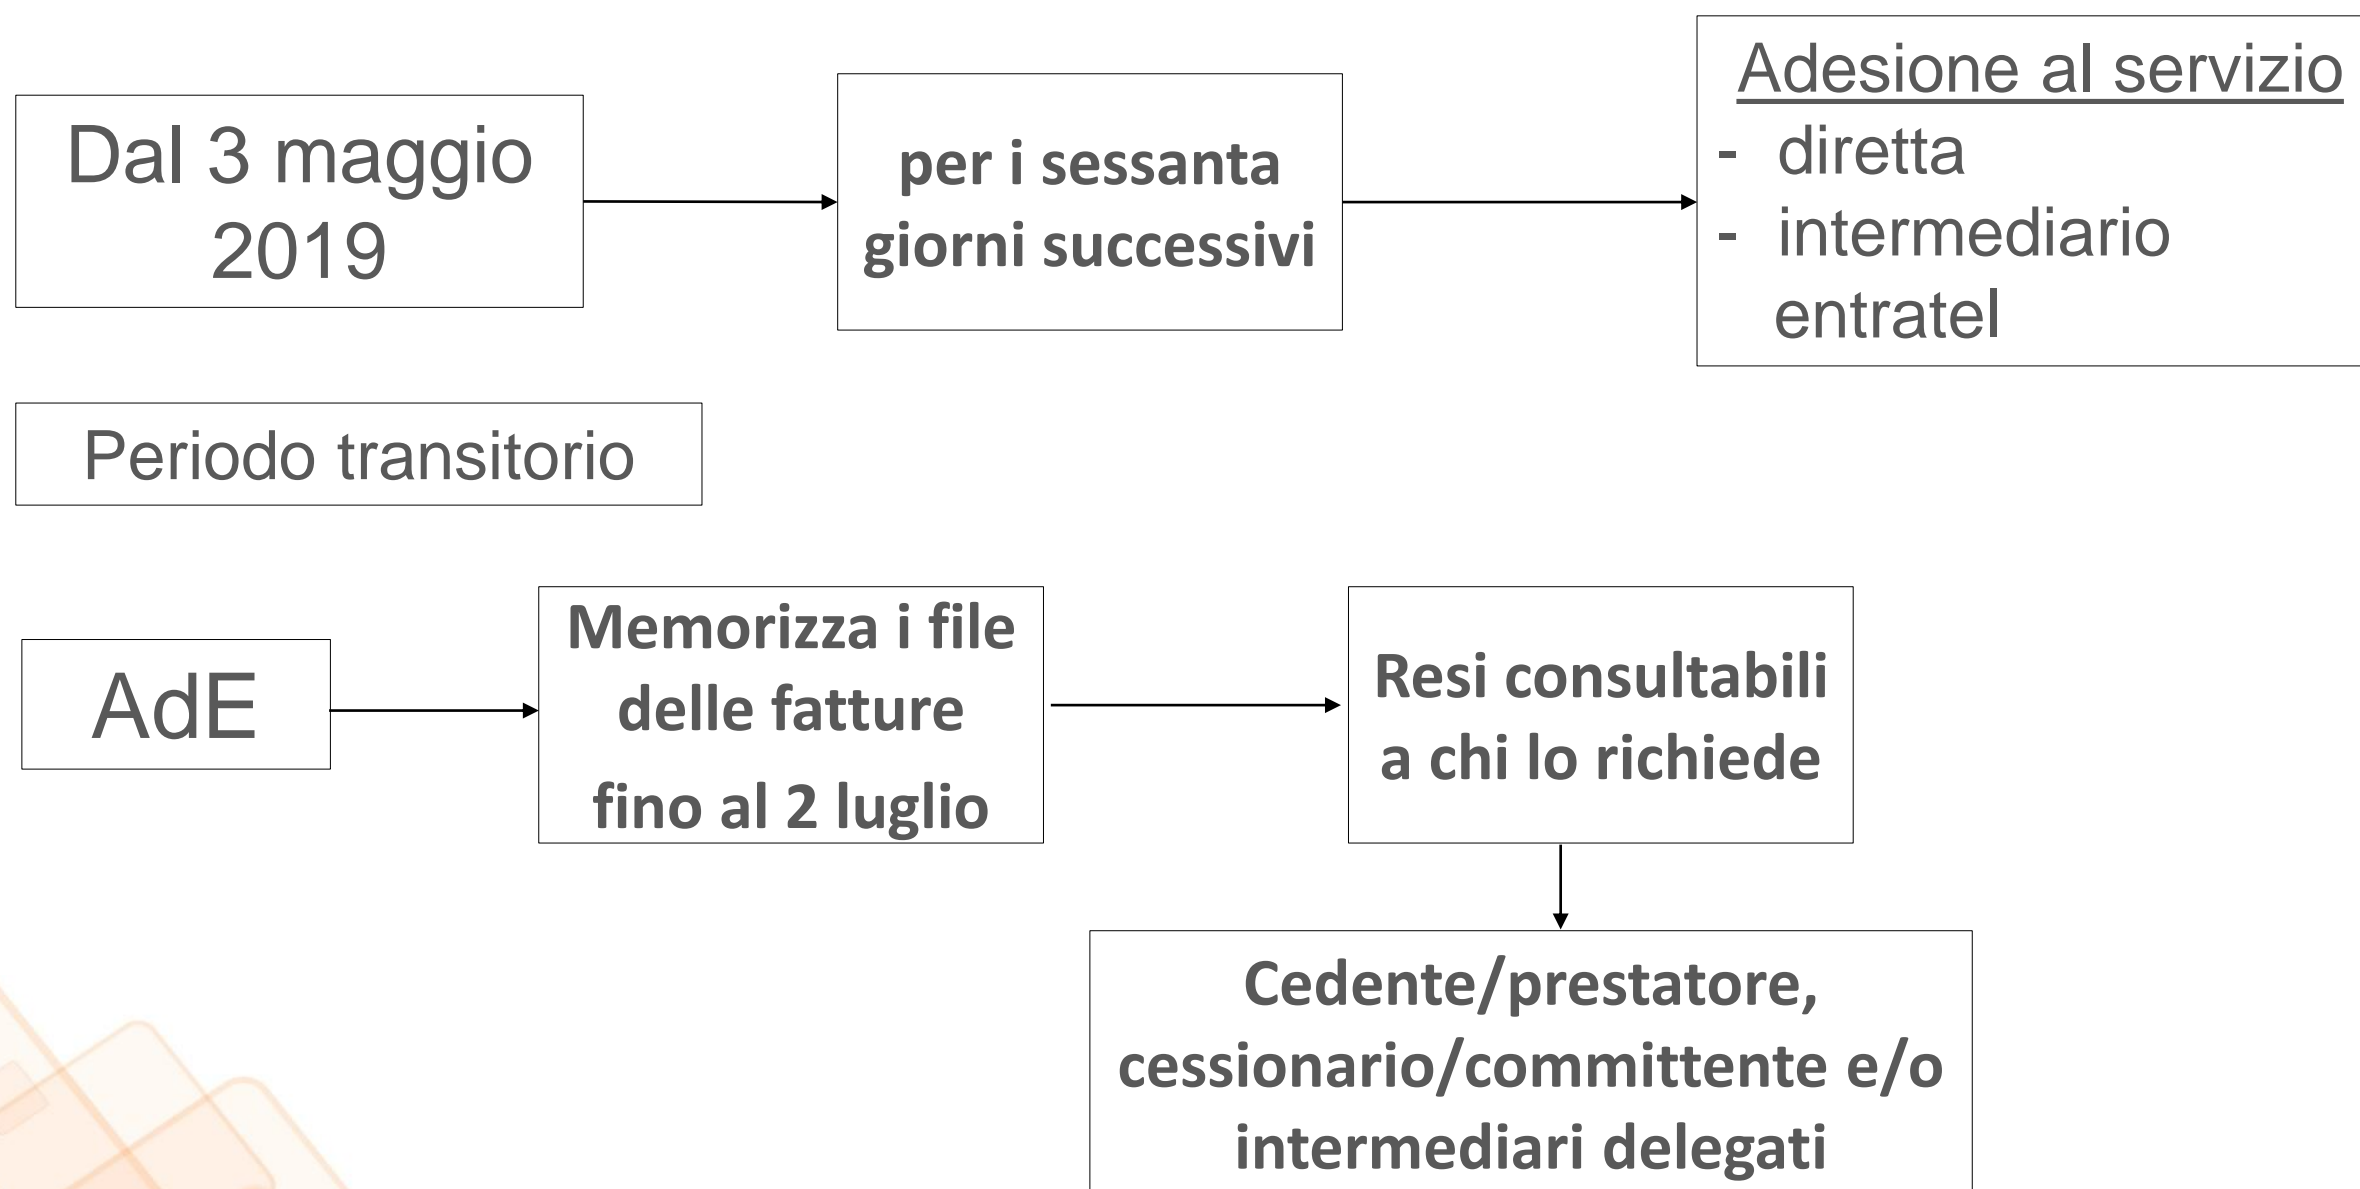 Dal 3 maggio
2019
per i sessanta
giorni successivi
Adesione al servizio
- diretta
- intermediario
entratel
Periodo transitorio
AdE
Memorizza i file
delle fatture
fino al 2 luglio
Resi consultabili
a chi lo richiede
Cedente/prestatore,
cessionario/committente e/o
intermediari delegati